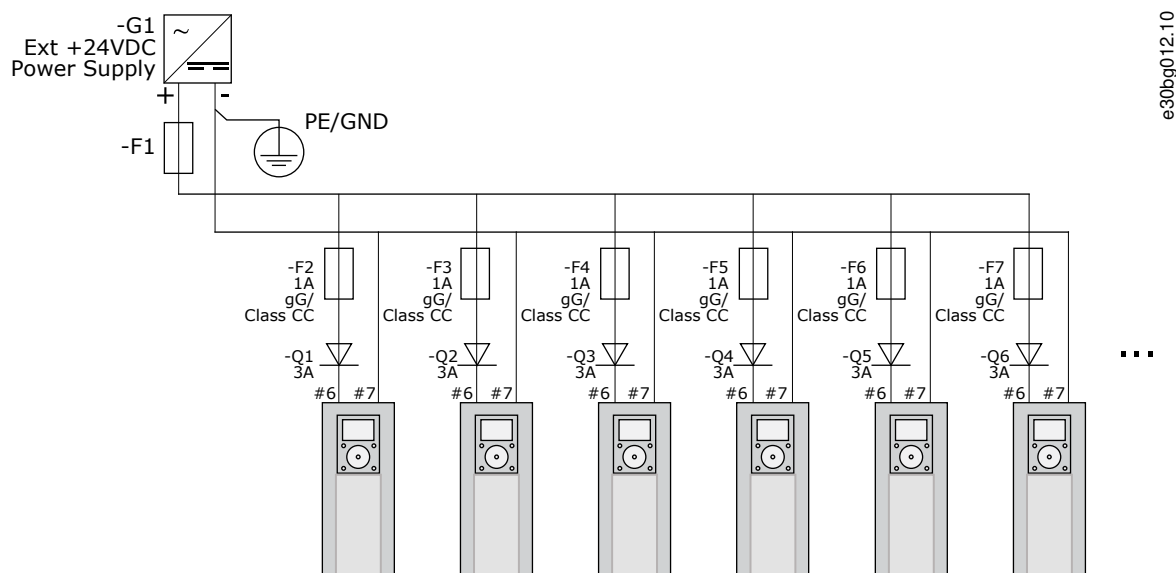 -G1
Ext +24VDC
Power Supply
+ -
PE/GND
-F1
-F2
1A
gG/
Class CC
-F3
1A
gG/
Class CC
-F4
1A
gG/
Class CC
-F5
1A
gG/
Class CC
-F6
1A
gG/
Class CC
-F7
1A
gG/
Class CC
-Q1
3A
-Q2
3A
-Q3
3A
-Q4
3A
-Q5
3A
-Q6
3A
...
#6 #7
#6 #7
#6 #7
#6 #7
#6 #7
#6 #7
e30bg012.10